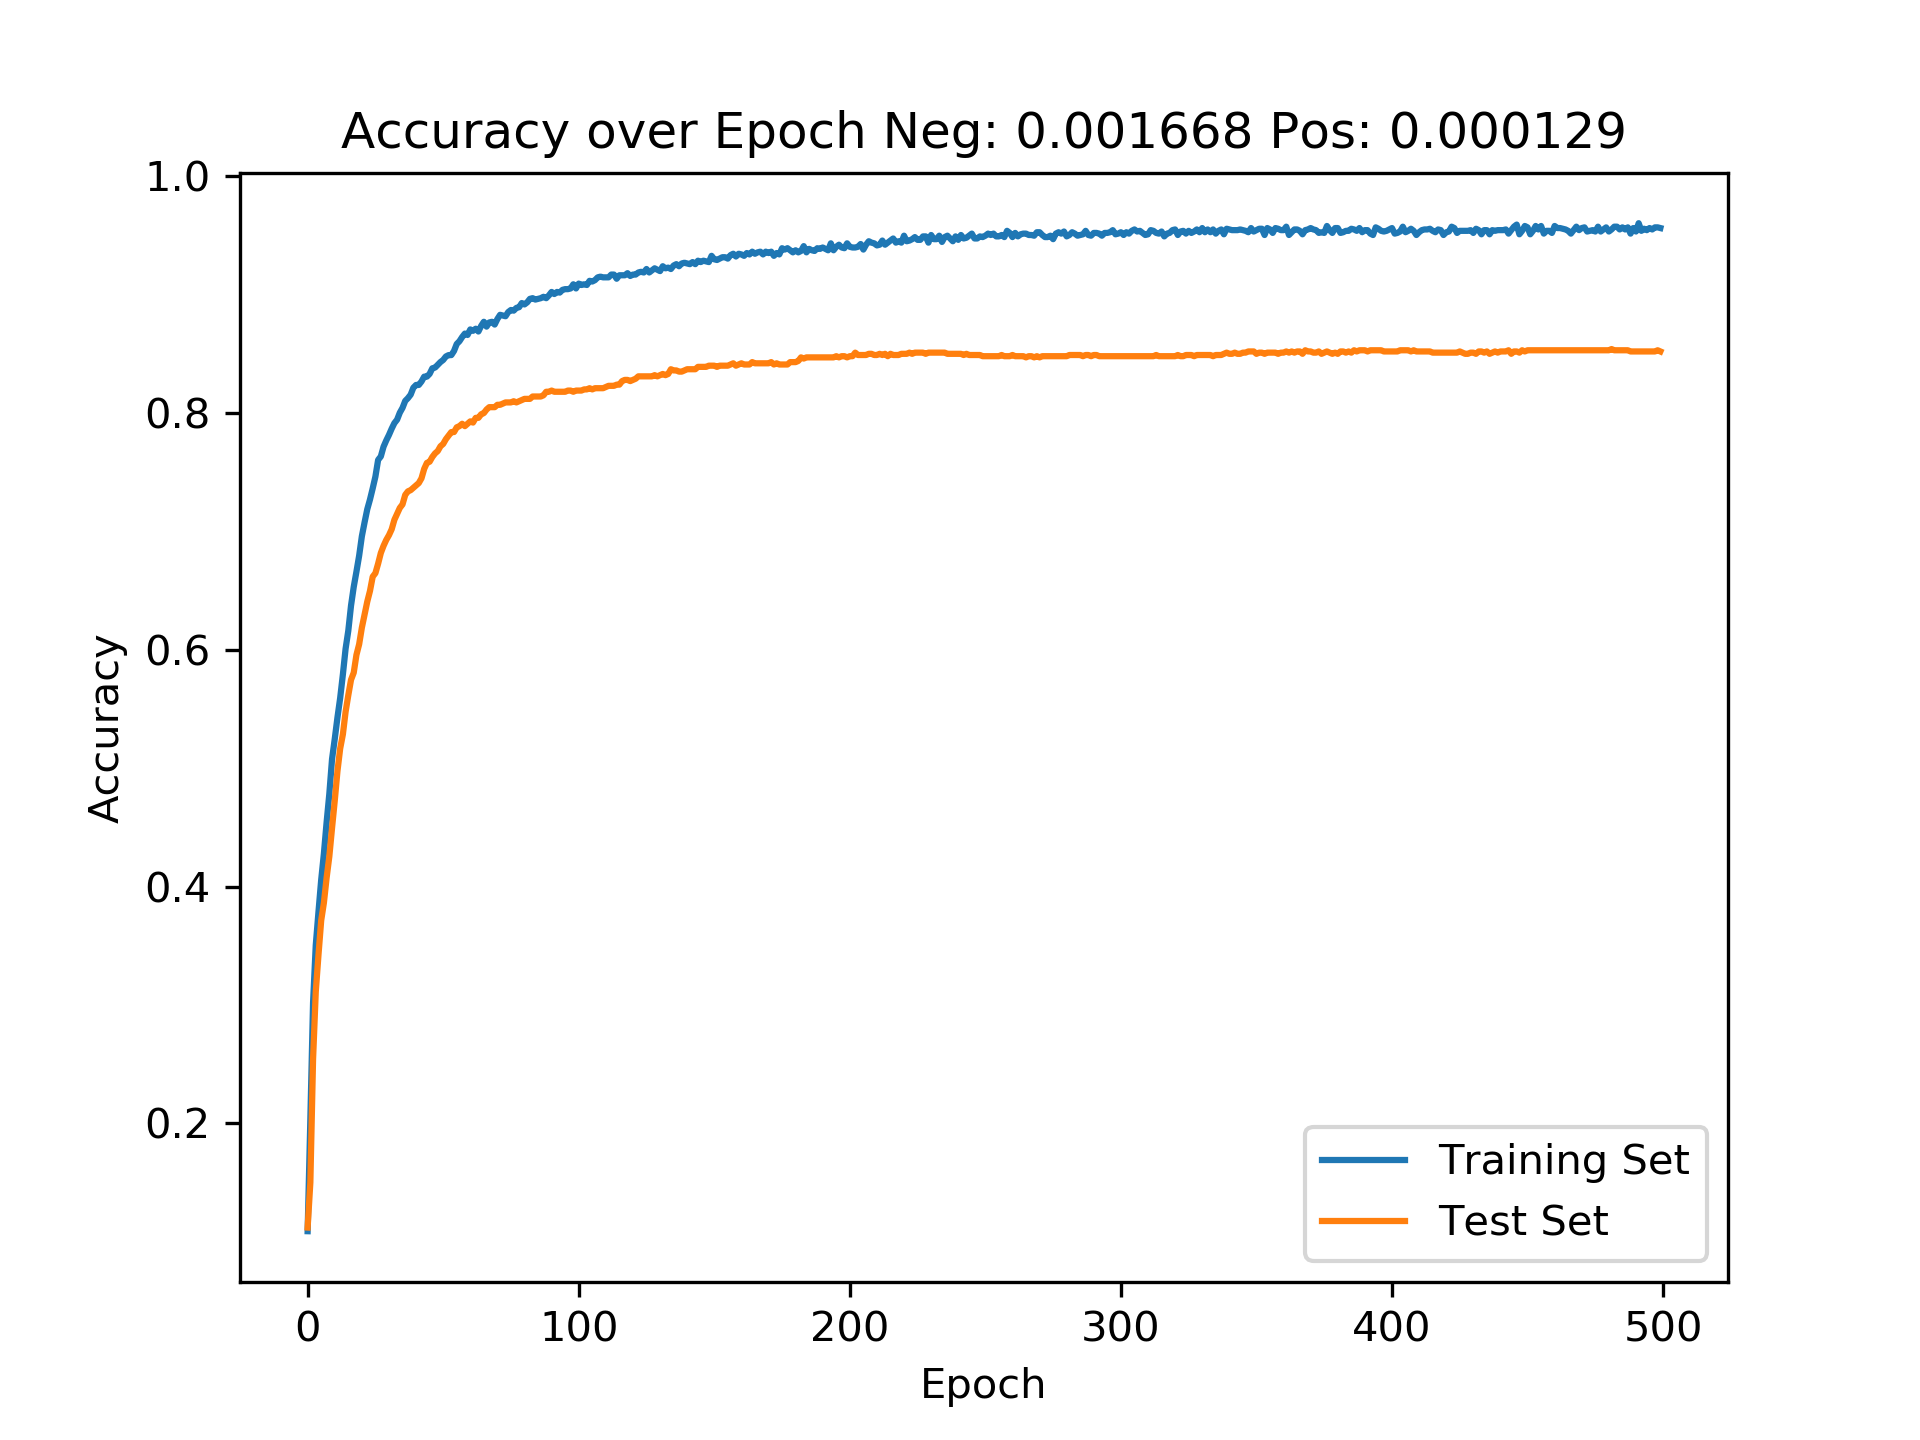 Accuracy over Epoch Neg: 0.001668 Pos: 0.000129
1.0
0.8
0.6
0.4
0.2
Accuracy
Training Set
Test Set
0 100 200 300 400 500
Epoch